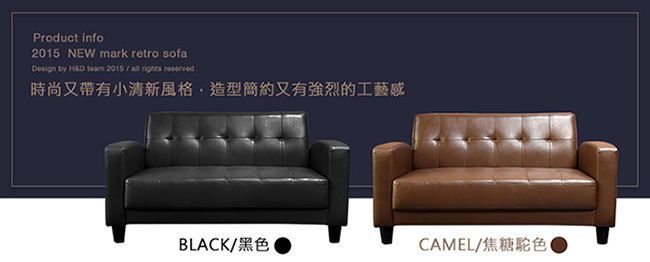 Product info
2015 NEW mark retro sofa
Design by H&D team 2015 / all rights reserved
時尚又帶有小清新風格，造型簡約又有強烈的工藝感
BLACK/黑色
CAMEL/焦糖駝色